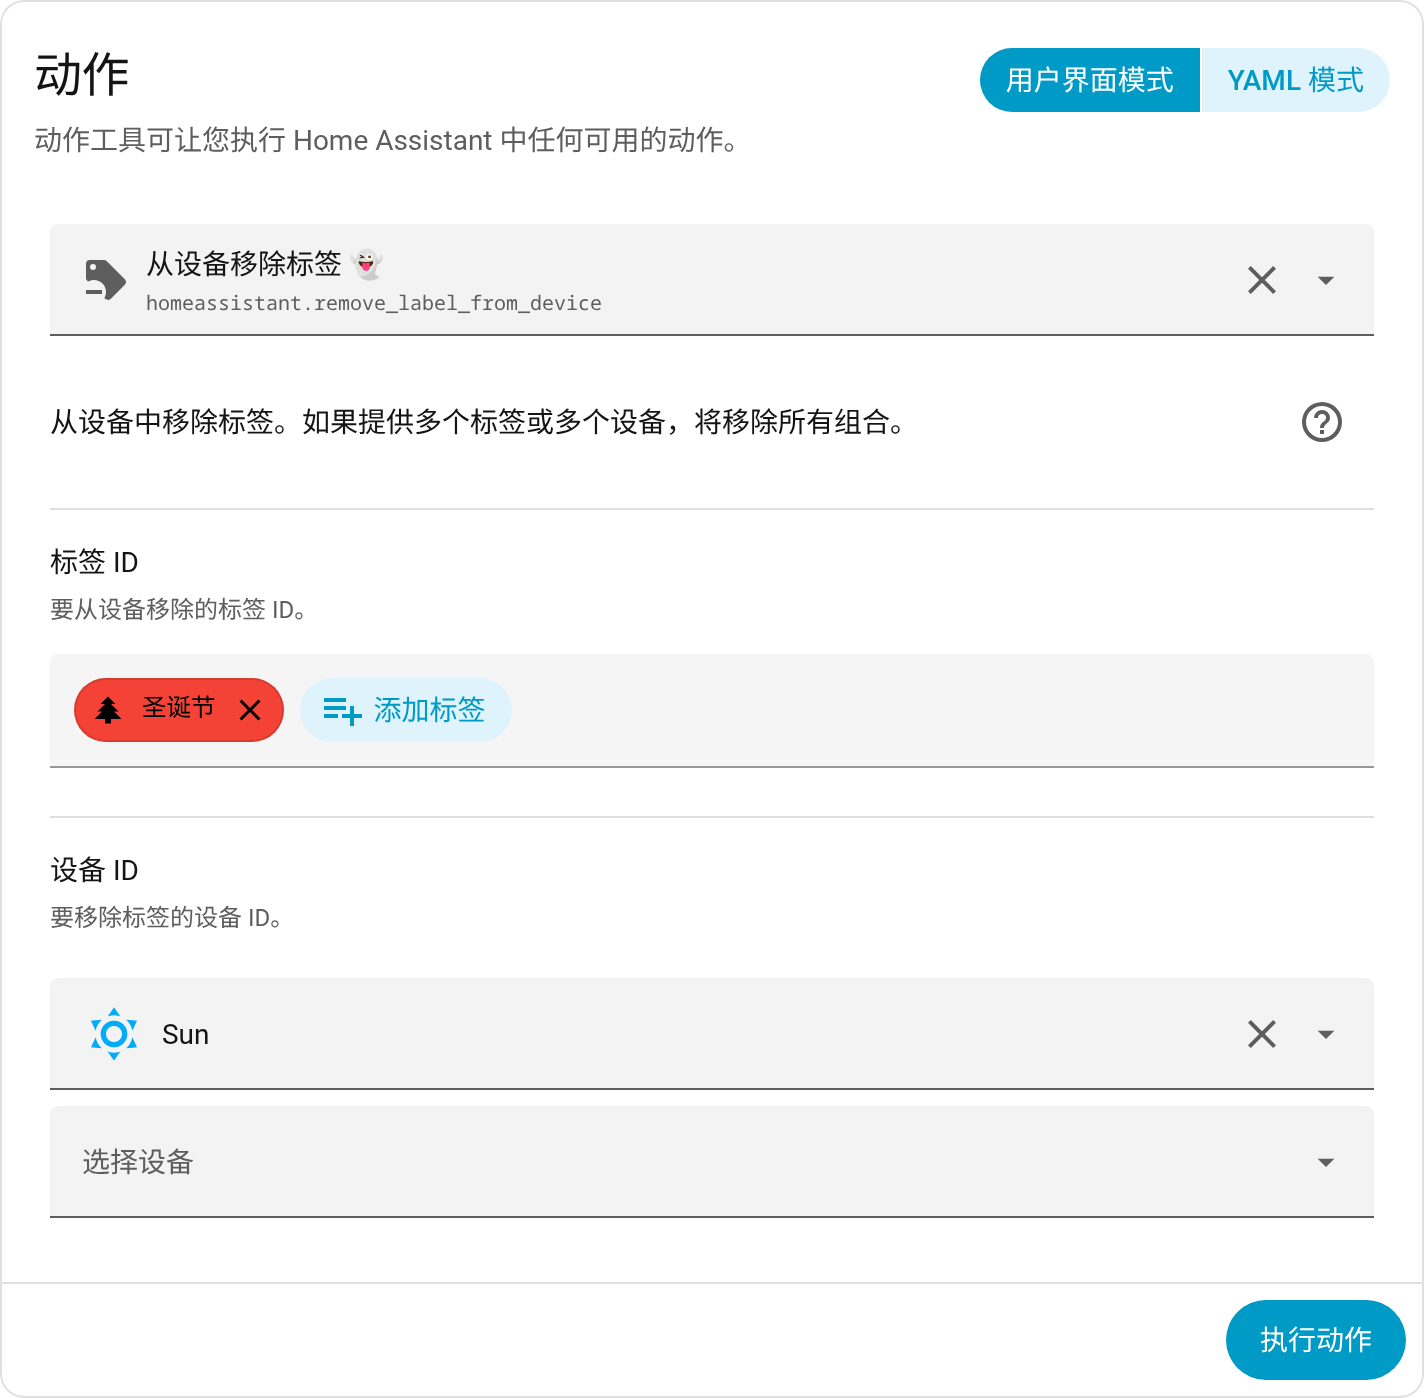 动作
用户界面模式
YAML 模式
动作工具可让您执行 Home Assistant 中任何可用的动作。
从设备移除标签 👻
homeassistant.remove_label_from_device
从设备中移除标签。如果提供多个标签或多个设备，将移除所有组合。
标签 ID
要从设备移除的标签 ID。
圣诞节
添加标签
设备 ID
要移除标签的设备 ID。
Sun
选择设备
执行动作